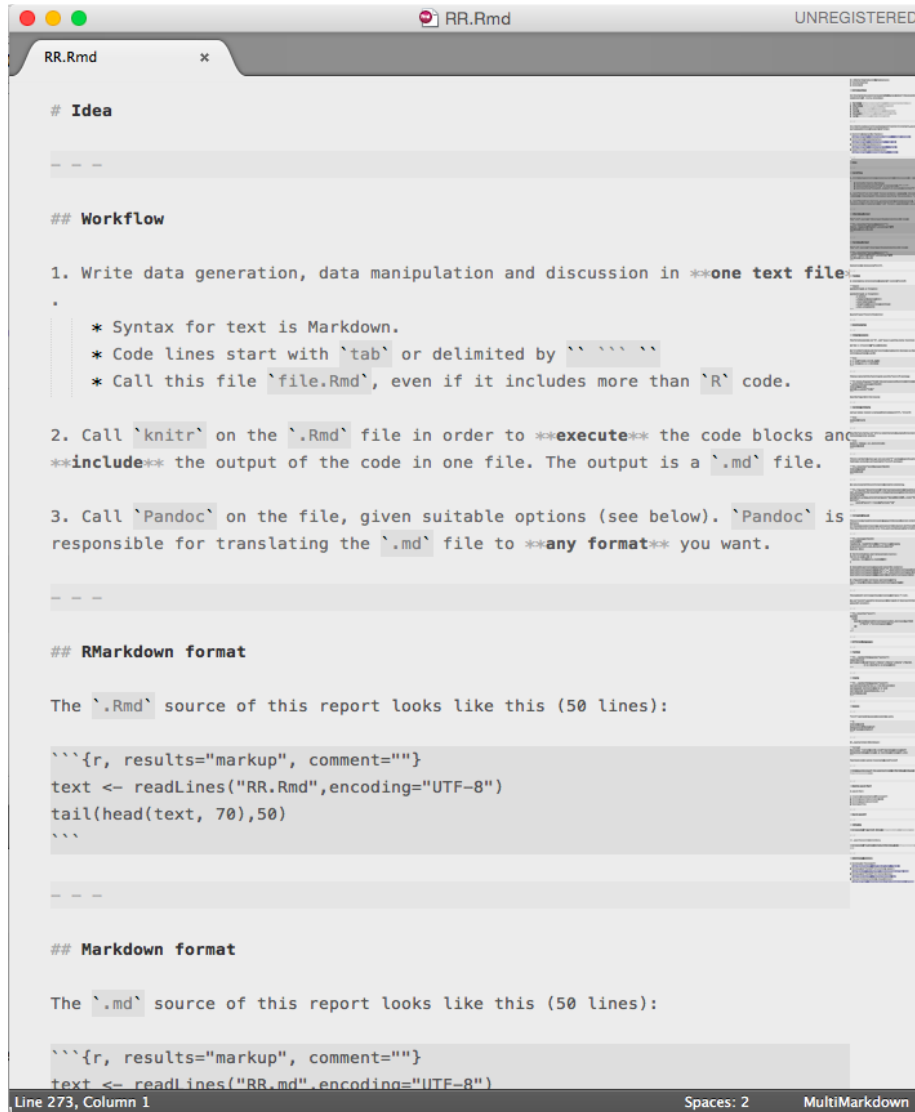 RR.Rmd
UNREGISTERED
RR.Rmd ×
# Idea
- - -
## Workflow
1. Write data generation, data manipulation and discussion in **one text file*
.
* Syntax for text is Markdown.
* Code lines start with `tab` or delimited by `` ``` ``
* Call this file `file.Rmd`, even if it includes more than `R` code.
2. Call `knitr` on the `.Rmd` file in order to **execute** the code blocks and
**include** the output of the code in one file. The output is a `.md` file.
3. Call `Pandoc` on the file, given suitable options (see below). `Pandoc` is
responsible for translating the `.md` file to **any format** you want.
- - -
## RMarkdown format
The `.Rmd` source of this report looks like this (50 lines):
```{r, results="markup", comment=""}
text <- readLines("RR.Rmd",encoding="UTF-8")
tail(head(text, 70),50)
```
- - -
## Markdown format
The `.md` source of this report looks like this (50 lines):
```{r, results="markup", comment=""}
text <- readLines("RR.md",encoding="UTF-8")
Line 273, Column 1
Spaces: 2
MultiMarkdown